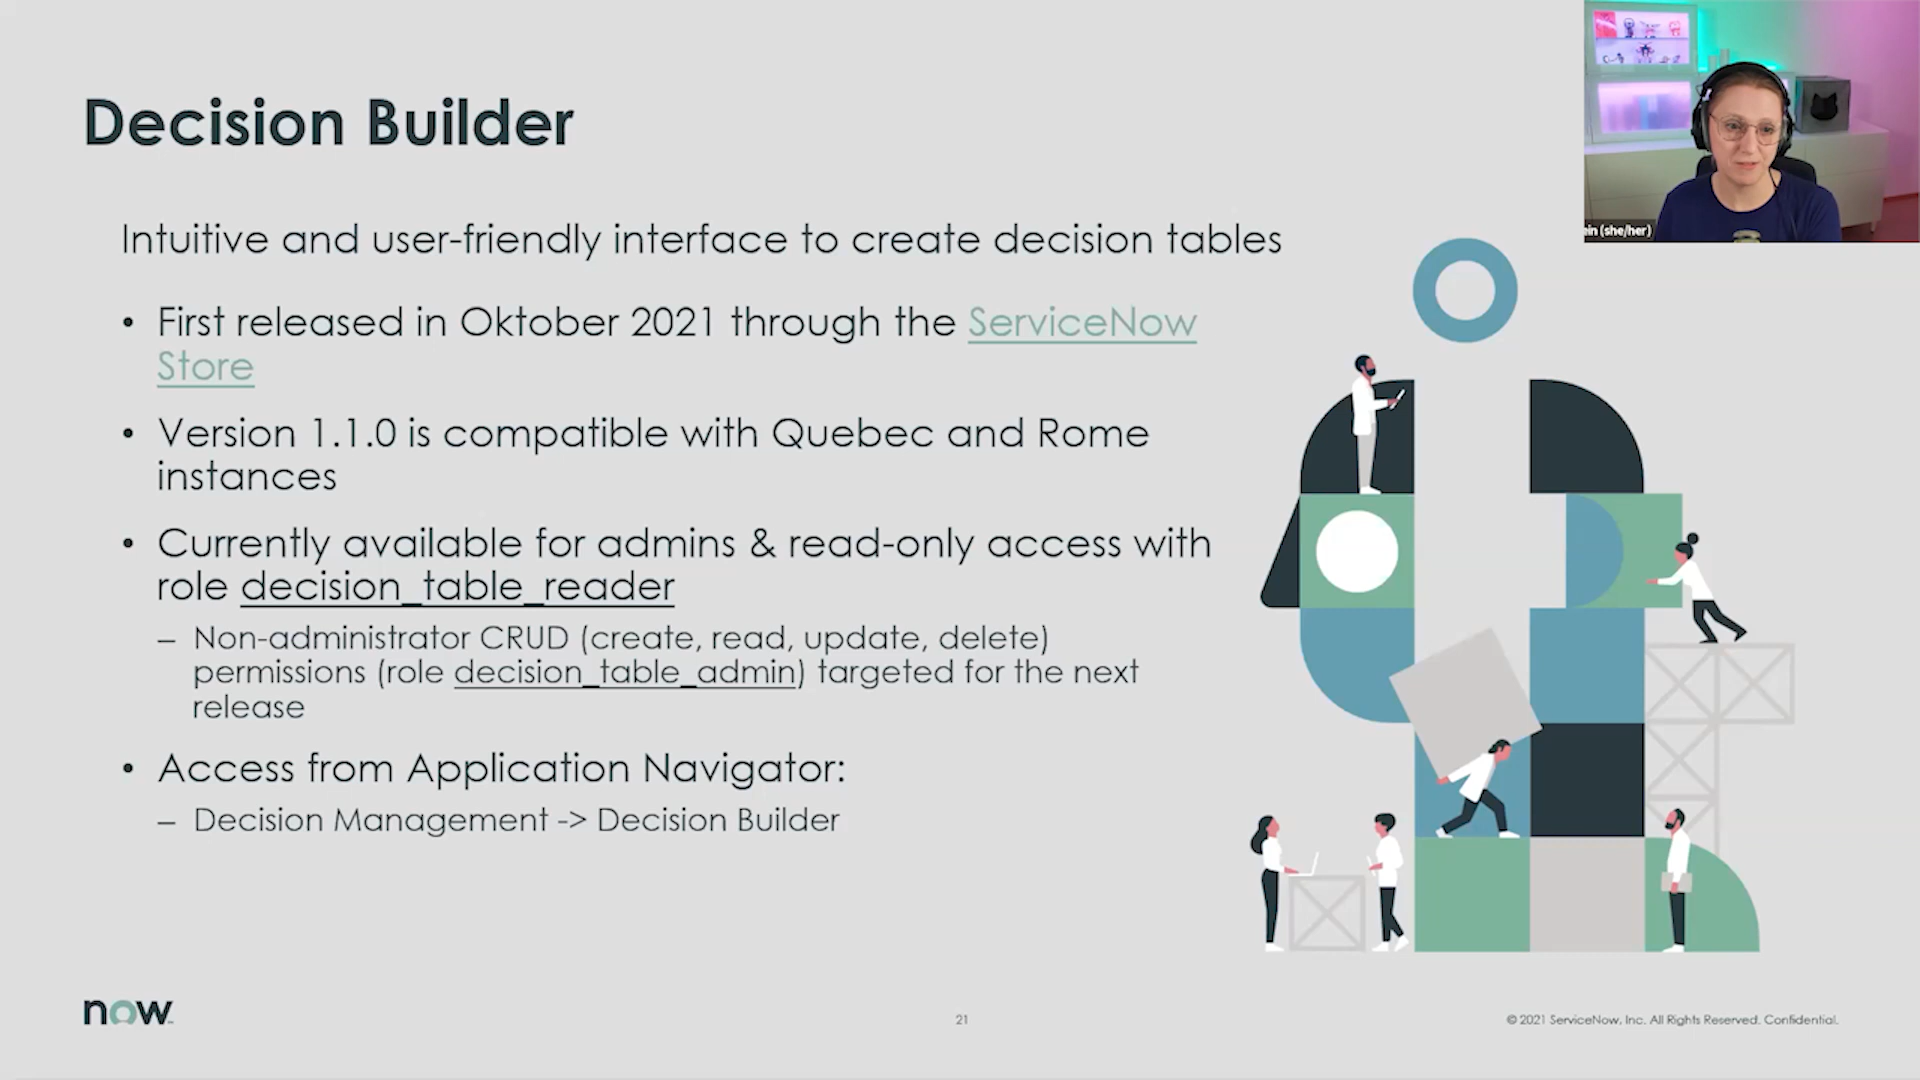 Decision Builder
ein (she/her)
Intuitive and user-friendly interface to create decision tables
• First released in Oktober 2021 through the ServiceNow
Store
• Version 1.1.0 is compatible with Quebec and Rome
instances
• Currently available for admins & read-only access with
role decision_table_reader
– Non-administrator CRUD (create, read, update, delete)
permissions (role decision_table_admin) targeted for the next
release
• Access from Application Navigator:
– Decision Management -> Decision Builder
now
21
© 2021 ServiceNow, Inc. All Rights Reserved. Confidential.